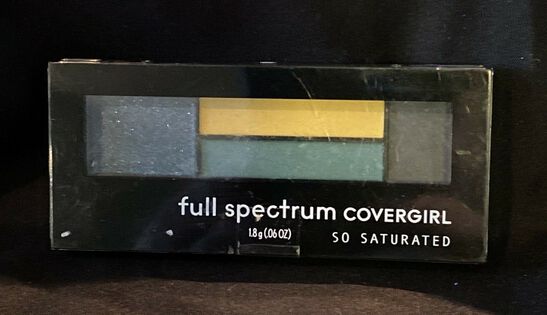 full spectrum COVERGIRL
1.8 g (.06 OZ) SO SATURATED